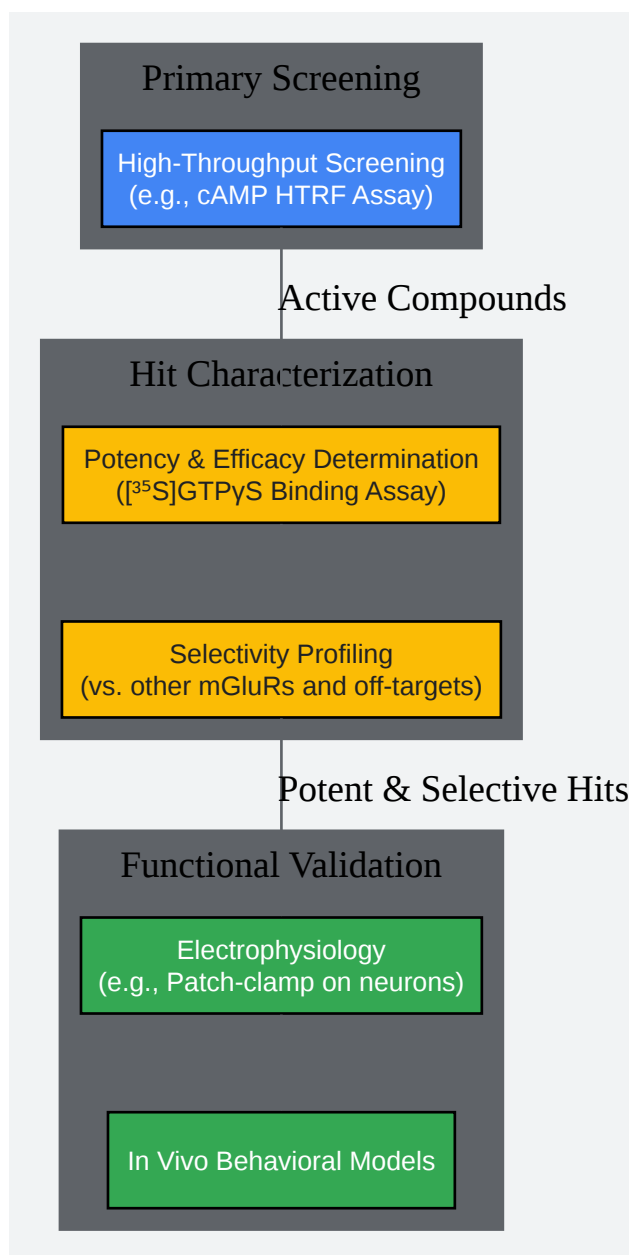 Primary Screening
High-Throughput Screening
(e.g., cAMP HTRF Assay)
Active Compounds
Hit Characterization
Potency & Efficacy Determination
([³⁵S]GTPγS Binding Assay)
Selectivity Profiling
(vs. other mGluRs and off-targets)
Potent & Selective Hits
Functional Validation
Electrophysiology
(e.g., Patch-clamp on neurons)
In Vivo Behavioral Models